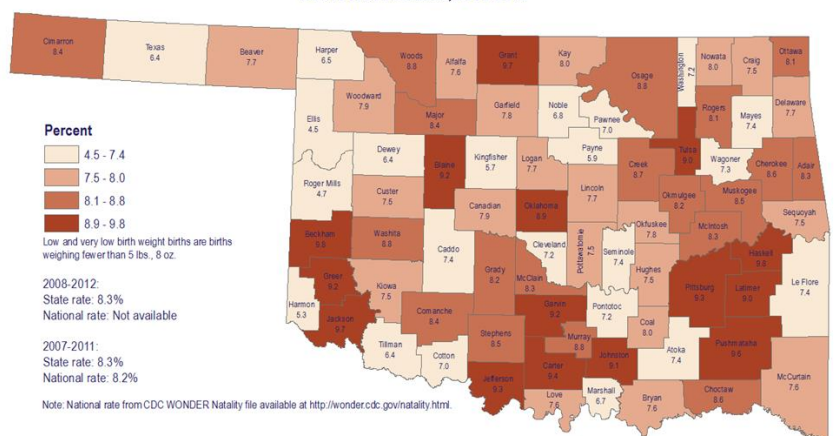 Cimarron
8.4
Texas
6.4
Beaver
7.7
Harper
6.5
Woods
8.8
Alfalfa
7.6
Grant
9.7
Kay
8.0
Osage
8.8
Washington
7.2
Nowata
8.0
Craig
7.5
Ottawa
8.1
Woodward
7.9
Major
8.4
Garfield
7.8
Noble
6.8
Pawnee
7.0
Rogers
8.1
Mayes
7.4
Delaware
7.7
Ellis
4.5
Dewey
6.4
Blaine
9.2
Kingfisher
5.7
Logan
7.7
Payne
5.9
Creek
8.7
Tulsa
9.0
Wagoner
7.3
Cherokee
8.6
Adair
8.3
Roger Mills
4.7
Custer
7.5
Canadian
7.9
Oklahoma
8.9
Lincoln
7.7
Okmulgee
8.2
Muskogee
8.5
Sequoyah
7.5
Beckham
Washita
8.8
Caddo
7.4
Grady
8.2
McClain
8.3
Cleveland
7.2
Pottawatomie
7.5
Seminole
7.4
Okfuskee
7.8
Hughes
7.5
McIntosh
8.3
Haskell
Harmon
5.3
Greer
9.2
Kiowa
7.5
Jackson
9.7
Comanche
8.4
Stephens
8.5
Garvin
9.2
Pontotoc
7.2
Coal
8.0
Pittsburg
9.3
Latimer
Le Flore
7.4
Tillman
6.4
Cotton
7.0
Jefferson
9.3
Carter
9.4
Murray
8.8
Johnston
9.1
Atoka
7.4
Pushmataha
McCurtain
7.6
Love
7.6
Marshall
6.7
Bryan
7.6
Choctaw
8.6
Percent
4.5 - 7.4
7.5 - 8.0
8.1 - 8.8
8.9 - 9.8
Low and very low birth weight births are births
weighing fewer than 5 lbs., 8 oz.
2008-2012:
State rate: 8.3%
National rate: Not available
2007-2011:
State rate: 8.3%
National rate: 8.2%
Note: National rate from CDC WONDER Natality file available at http://wonder.cdc.gov/natality.html.